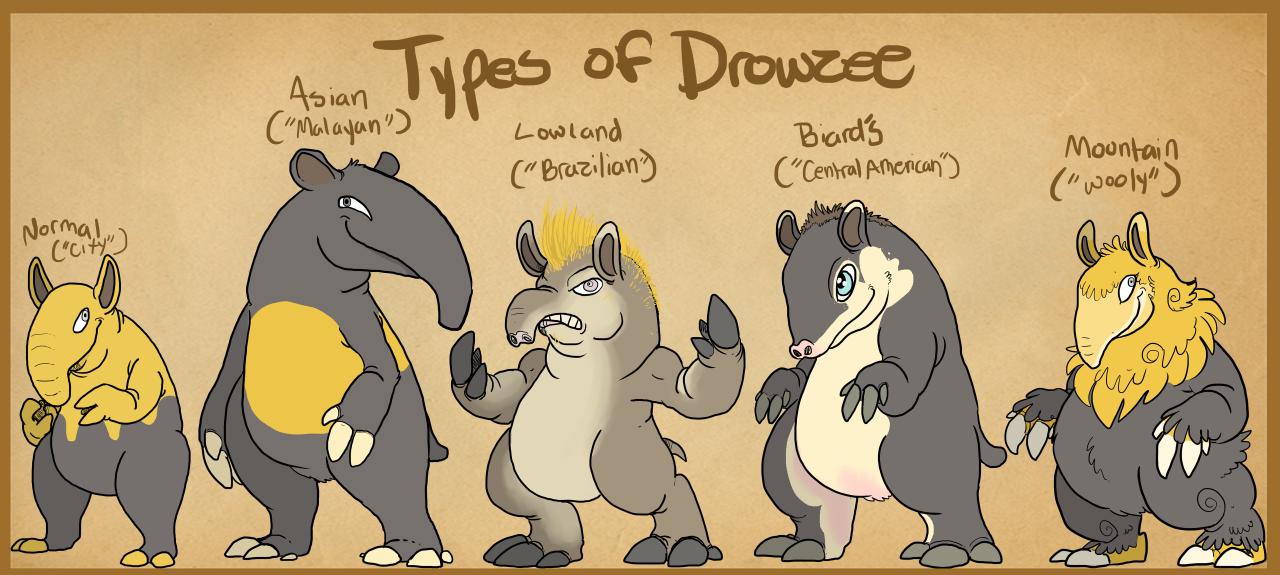 Types of Drowzee
Normal
("City")
Asian
("Malayan")
Lowland
("Brazilian")
Biard's
("Central American")
Mountain
("wooly")